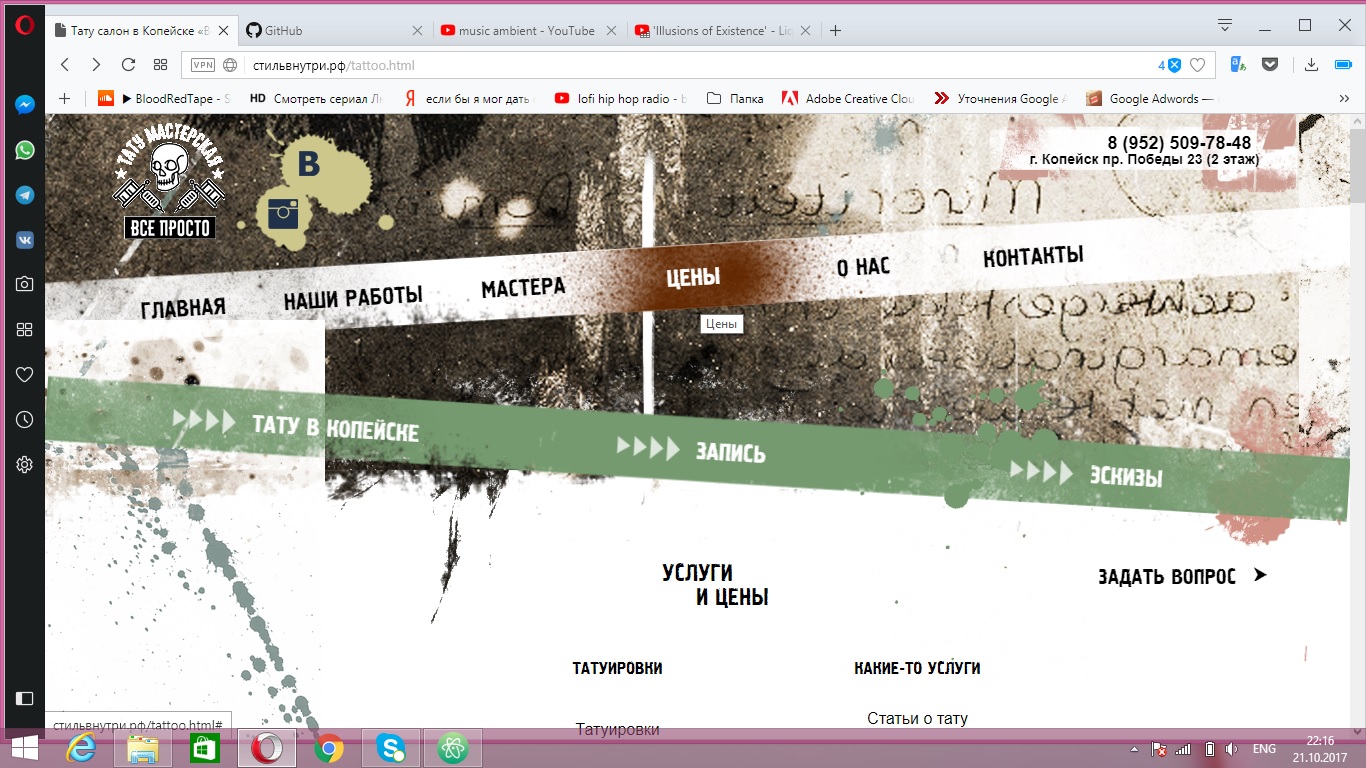 Тату салон в Копейске «В
GitHub
music ambient - YouTube
'Illusions of Existence' - Liq
VPN
стильвнутри.рф/tattoo.html
4
BloodRedTape - S
HD Смотреть сериал Лю
если бы я мог дать с
lofi hip hop radio - b
Папка
Adobe Creative Clou
Уточнения Google A
Google Adwords —
ТАТУ МАСТЕРСКАЯ
ВСЕ ПРОСТО
В
8 (952) 509-78-48
г. Копейск пр. Победы 23 (2 этаж)
ГЛАВНАЯ
НАШИ РАБОТЫ
МАСТЕРА
ЦЕНЫ
О НАС
КОНТАКТЫ
Цены
ТАТУ В КОПЕЙСКЕ
ЗАПИСЬ
ЭСКИЗЫ
УСЛУГИ
И ЦЕНЫ
ЗАДАТЬ ВОПРОС
ТАТУИРОВКИ
КАКИЕ-ТО УСЛУГИ
Татуировки
Статьи о тату
стильвнутри.рф/tattoo.html#
ENG
22:16
21.10.2017